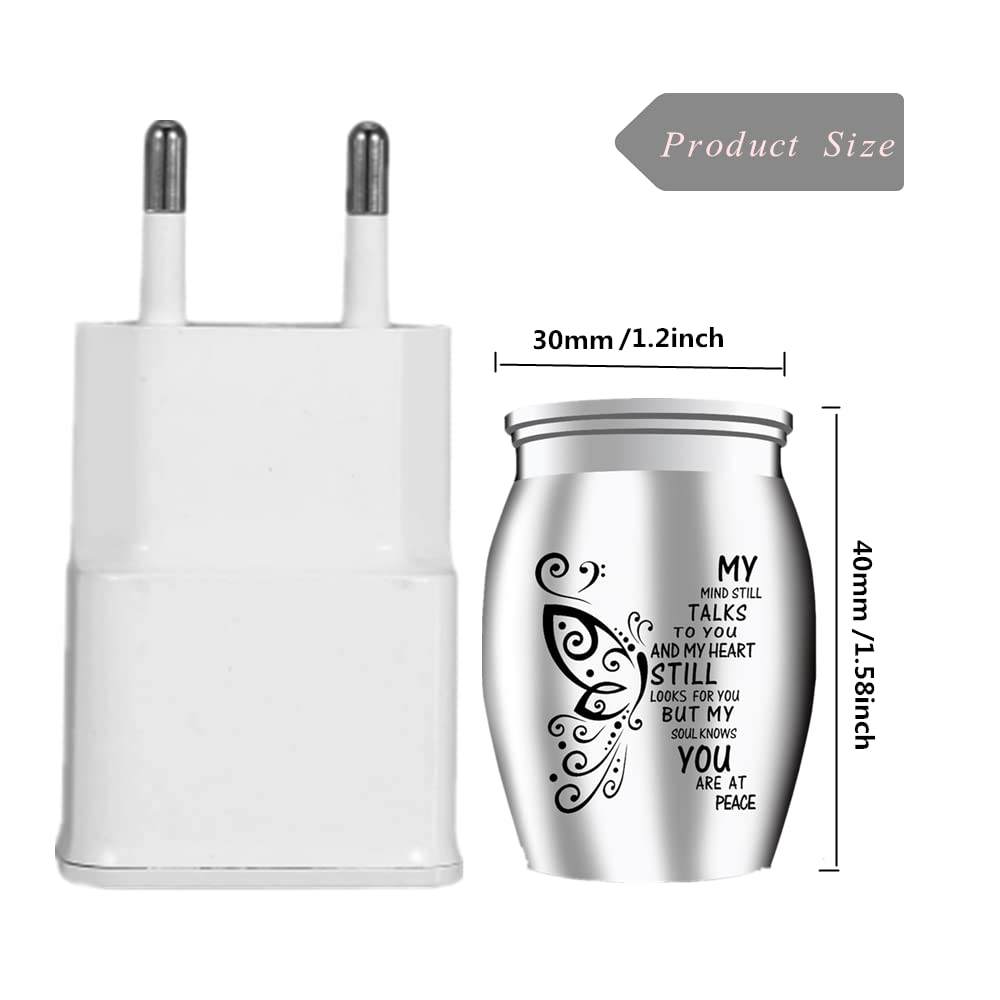 Product Size
30mm /1.2inch
40mm /1.58inch
MY
MIND STILL
TALKS
TO YOU
AND MY HEART
STILL
LOOKS FOR YOU
BUT MY
SOUL KNOWS
YOU
ARE AT
PEACE